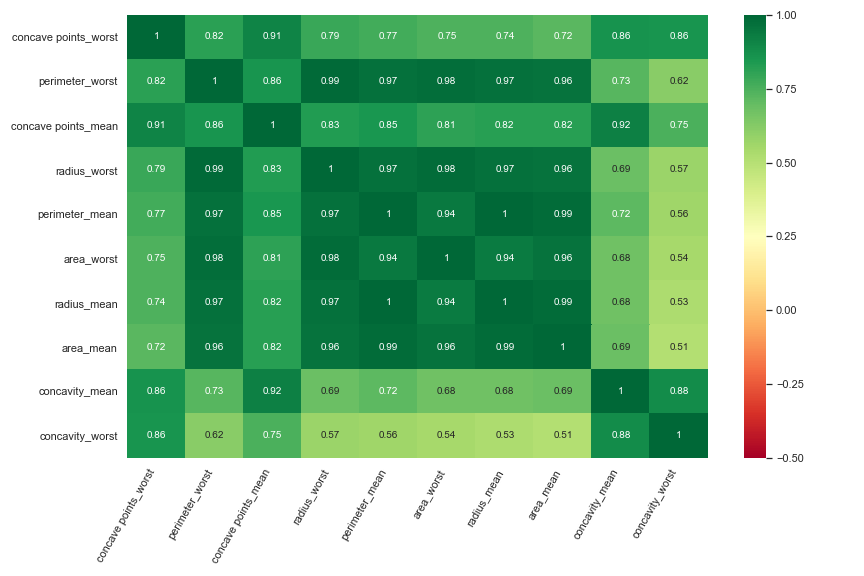 concave points_worst 1 0.82 0.91 0.79 0.77 0.75 0.74 0.72 0.86 0.86
perimeter_worst 0.82 1 0.86 0.99 0.97 0.98 0.97 0.96 0.73 0.62
concave points_mean 0.91 0.86 1 0.83 0.85 0.81 0.82 0.82 0.92 0.75
radius_worst 0.79 0.99 0.83 1 0.97 0.98 0.97 0.96 0.69 0.57
perimeter_mean 0.77 0.97 0.85 0.97 1 0.94 1 0.99 0.72 0.56
area_worst 0.75 0.98 0.81 0.98 0.94 1 0.94 0.96 0.68 0.54
radius_mean 0.74 0.97 0.82 0.97 1 0.94 1 0.99 0.68 0.53
area_mean 0.72 0.96 0.82 0.96 0.99 0.96 0.99 1 0.69 0.51
concavity_mean 0.86 0.73 0.92 0.69 0.72 0.68 0.68 0.69 1 0.88
concavity_worst 0.86 0.62 0.75 0.57 0.56 0.54 0.53 0.51 0.88 1
concave points_worst
perimeter_worst
concave points_mean
radius_worst
perimeter_mean
area_worst
radius_mean
area_mean
concavity_mean
concavity_worst
1.00
0.75
0.50
0.25
0.00
−0.25
−0.50